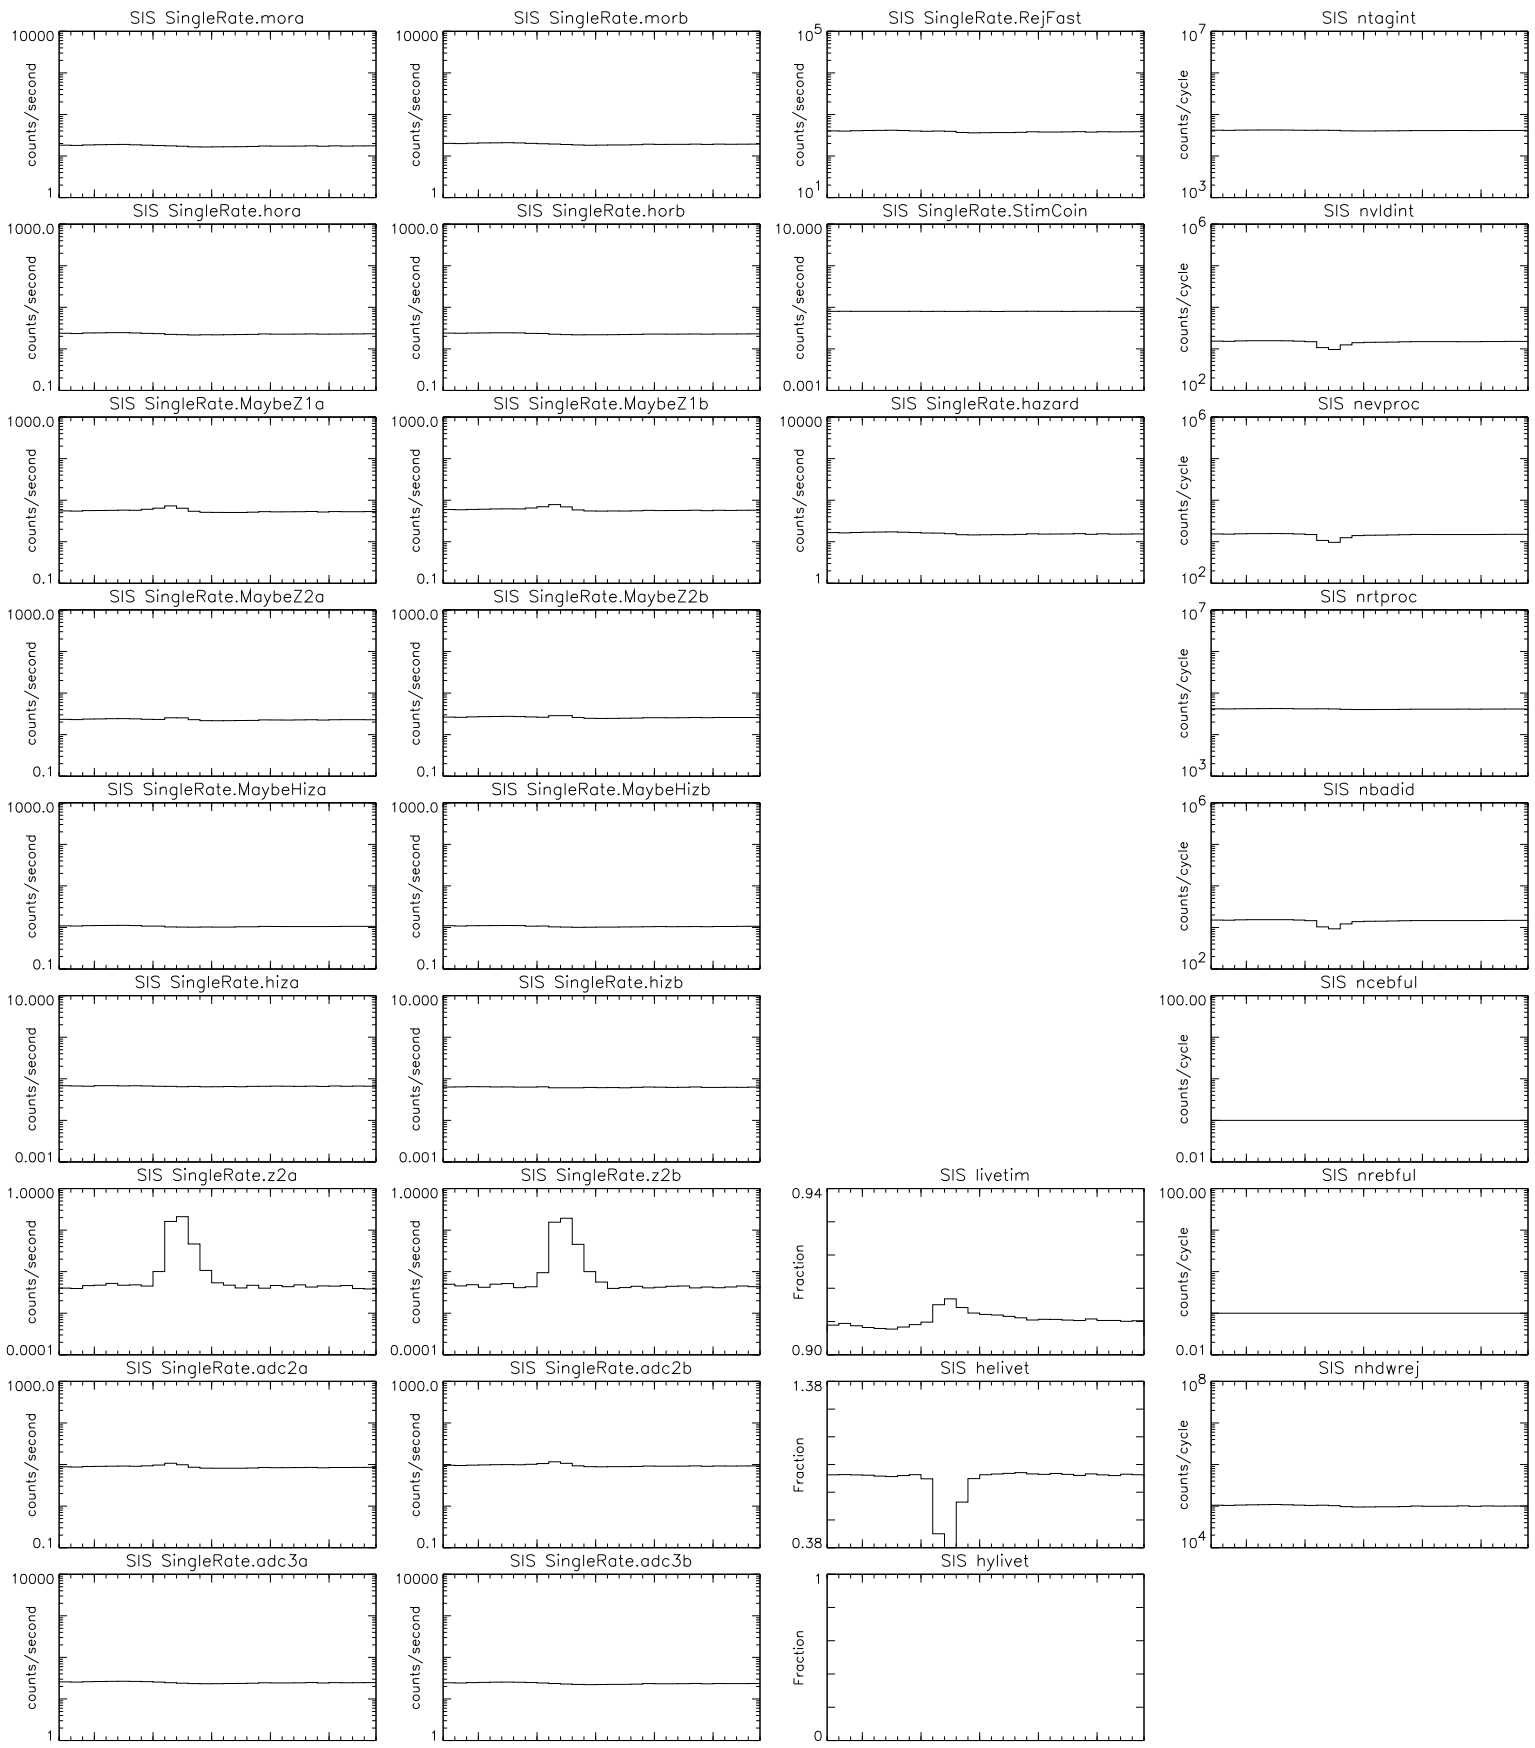 SIS SingleRate.mora
10000
counts/second
1
SIS SingleRate.morb
10000
counts/second
1
SIS SingleRate.RejFast
10^5
counts/second
10^1
SIS ntagint
10^7
counts/cycle
10^3
SIS SingleRate.hora
1000.0
counts/second
0.1
SIS SingleRate.horb
1000.0
counts/second
0.1
SIS SingleRate.StimCoin
10.000
counts/second
0.001
SIS nvldint
10^6
counts/cycle
10^2
SIS SingleRate.MaybeZ1a
1000.0
counts/second
0.1
SIS SingleRate.MaybeZ1b
1000.0
counts/second
0.1
SIS SingleRate.hazard
10000
counts/second
1
SIS nevproc
10^6
counts/cycle
10^2
SIS SingleRate.MaybeZ2a
1000.0
counts/second
0.1
SIS SingleRate.MaybeZ2b
1000.0
counts/second
0.1
SIS nrtproc
10^7
counts/cycle
10^3
SIS SingleRate.MaybeHiza
1000.0
counts/second
0.1
SIS SingleRate.MaybeHizb
1000.0
counts/second
0.1
SIS nbadid
10^6
counts/cycle
10^2
SIS SingleRate.hiza
10.000
counts/second
0.001
SIS SingleRate.hizb
10.000
counts/second
0.001
SIS ncebful
100.00
counts/cycle
0.01
SIS SingleRate.z2a
1.0000
counts/second
0.0001
SIS SingleRate.z2b
1.0000
counts/second
0.0001
SIS livetim
0.94
Fraction
0.90
SIS nrebful
100.00
counts/cycle
0.01
SIS SingleRate.adc2a
1000.0
counts/second
0.1
SIS SingleRate.adc2b
1000.0
counts/second
0.1
SIS helivet
1.38
Fraction
0.38
SIS nhdwrej
10^8
counts/cycle
10^4
SIS SingleRate.adc3a
10000
counts/second
1
SIS SingleRate.adc3b
10000
counts/second
1
SIS hylivet
1
Fraction
0